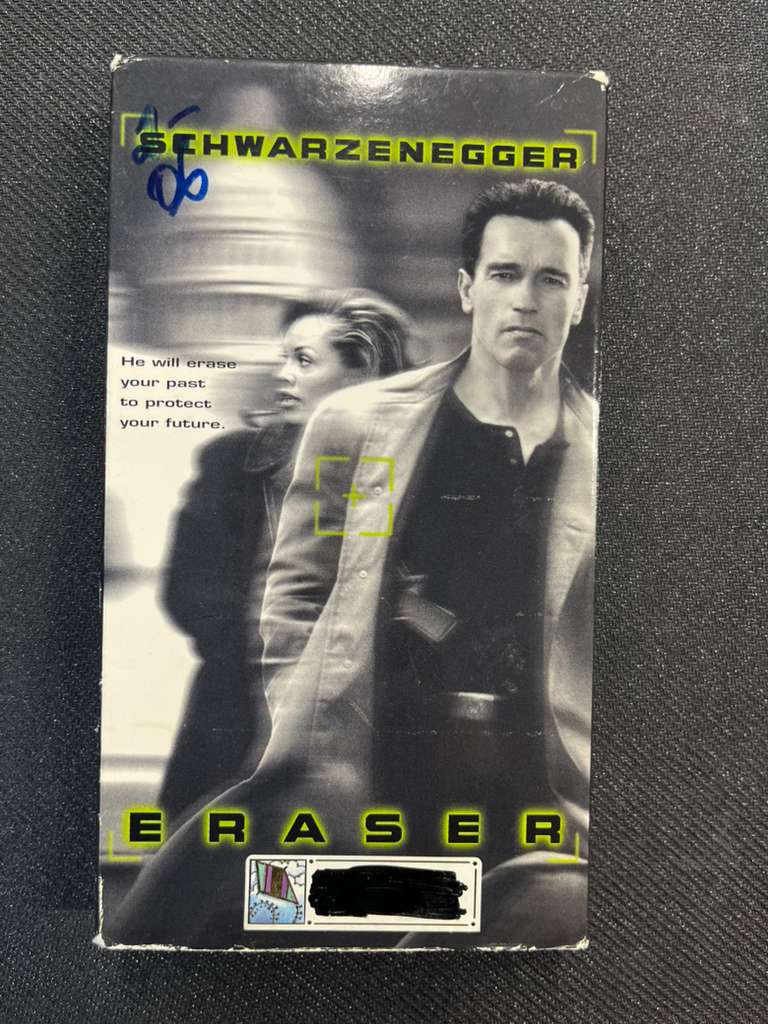 SCHWARZENEGGER
He will erase
your past
to protect
your future.
ERASER